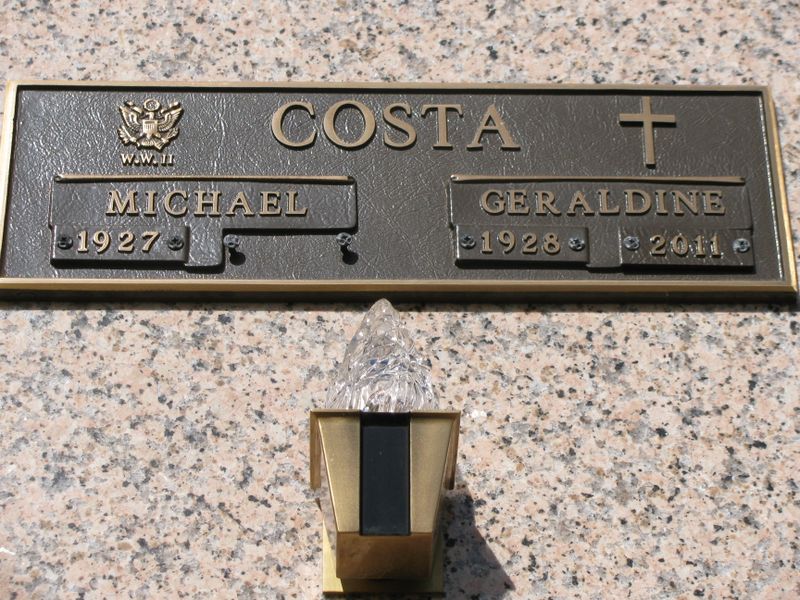 COSTA
W.W.II
MICHAEL
1927
GERALDINE
1928 2011